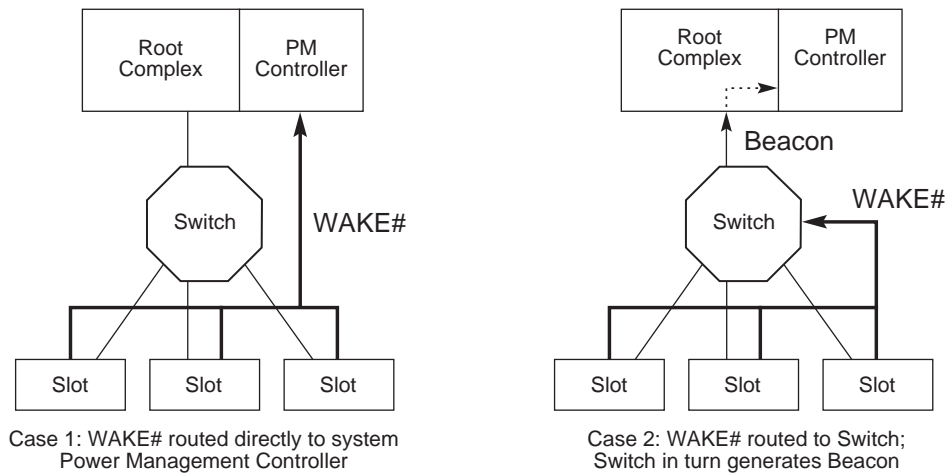 Root
Complex
PM
Controller
WAKE#
Switch
Slot
Slot
Slot
Case 1: WAKE# routed directly to system
Power Management Controller
Root
Complex
PM
Controller
Beacon
WAKE#
Switch
Slot
Slot
Slot
Case 2: WAKE# routed to Switch;
Switch in turn generates Beacon